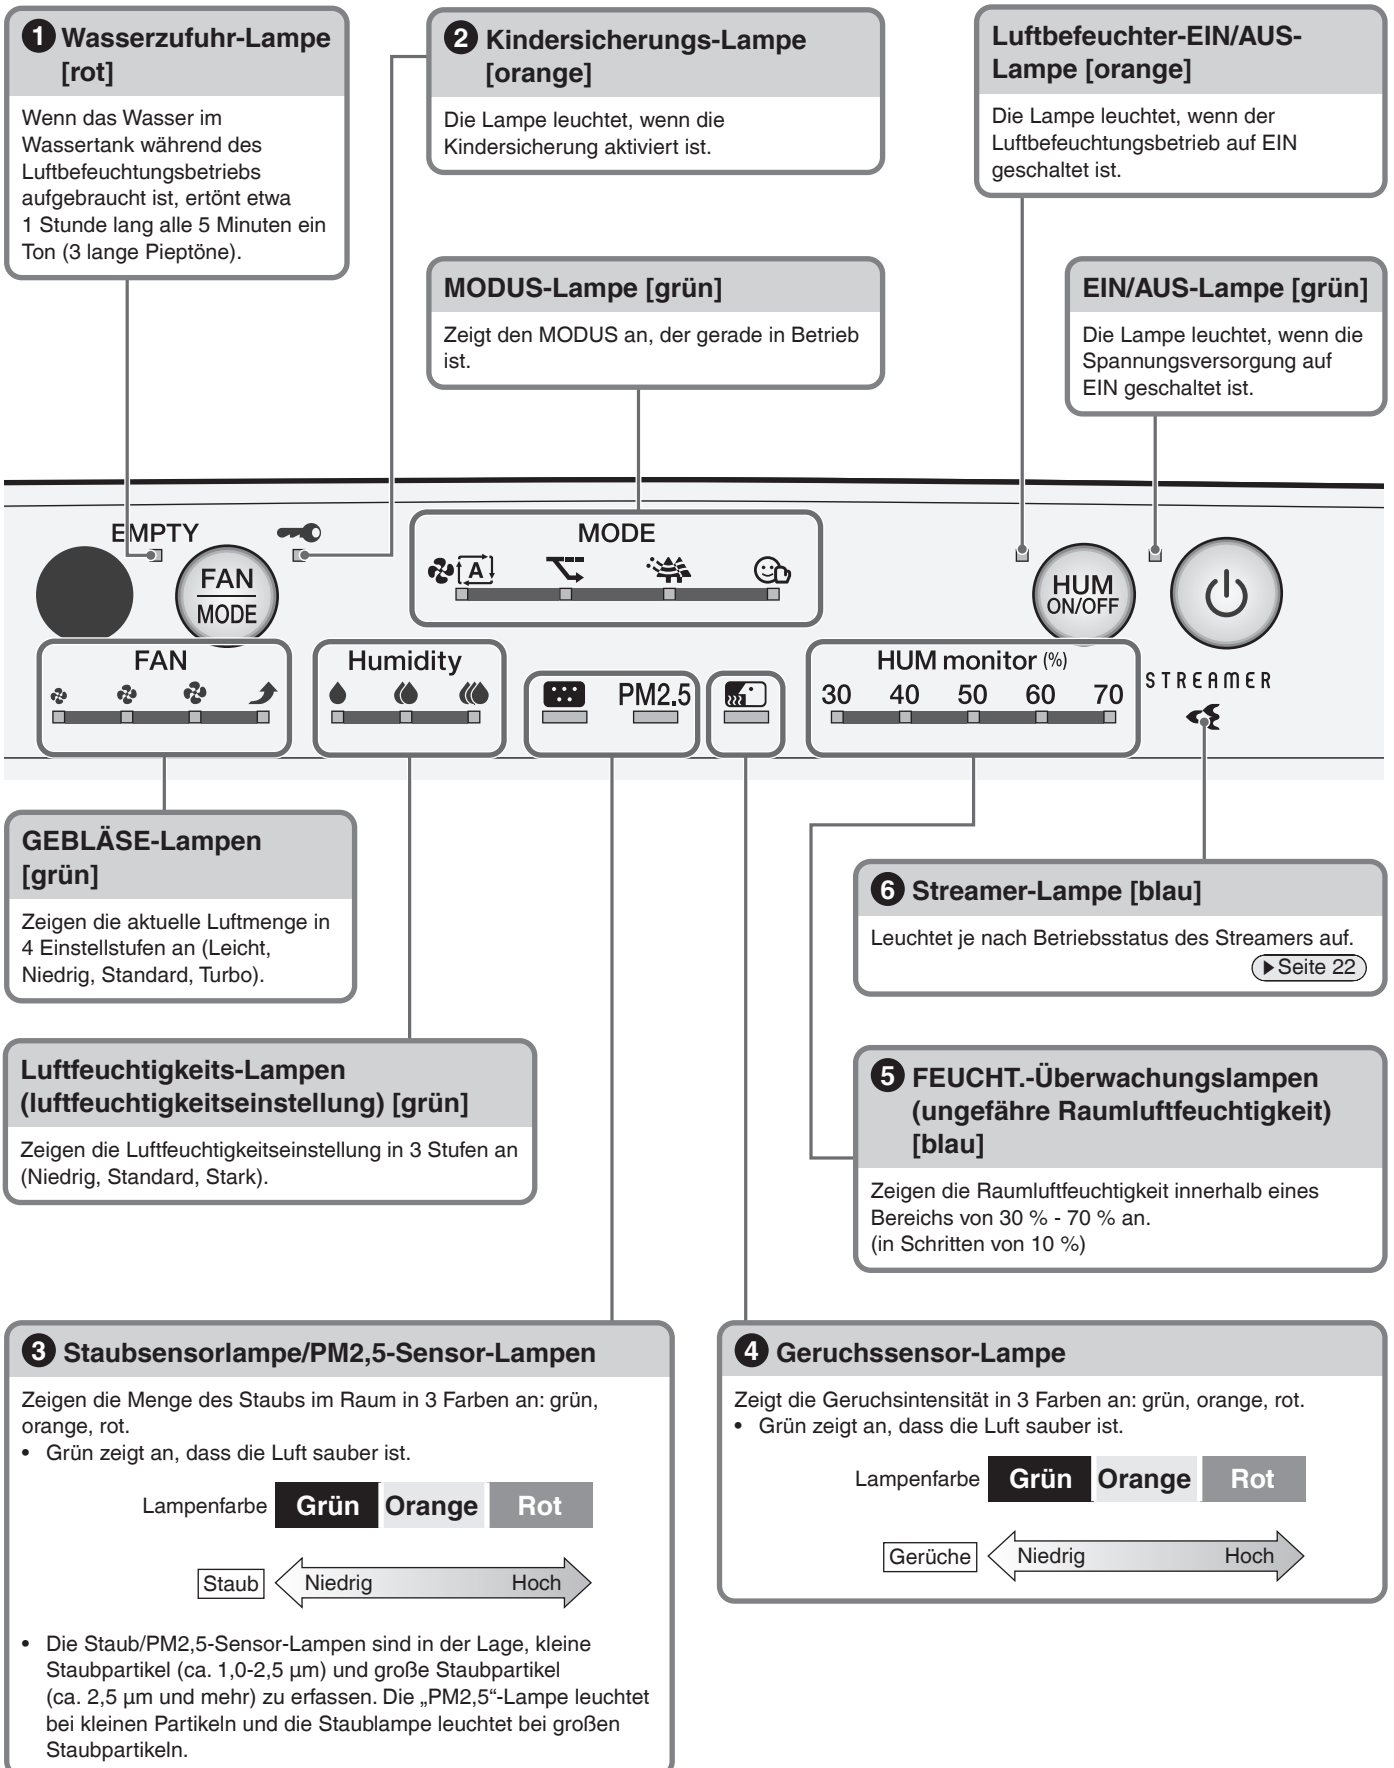 1 Wasserzufuhr-Lampe
[rot]
Wenn das Wasser im
Wassertank während des
Luftbefeuchtungsbetriebs
aufgebraucht ist, ertönt etwa
1 Stunde lang alle 5 Minuten ein
Ton (3 lange Pieptöne).
2 Kindersicherungs-Lampe
[orange]
Die Lampe leuchtet, wenn die
Kindersicherung aktiviert ist.
Luftbefeuchter-EIN/AUS-
Lampe [orange]
Die Lampe leuchtet, wenn der
Luftbefeuchtungsbetrieb auf EIN
geschaltet ist.
MODUS-Lampe [grün]
Zeigt den MODUS an, der gerade in Betrieb
ist.
EIN/AUS-Lampe [grün]
Die Lampe leuchtet, wenn die
Spannungsversorgung auf
EIN geschaltet ist.
EMPTY
FAN
MODE
MODE
A
HUM
ON/OFF
FAN
Humidity
PM2.5
HUM monitor (%)
30 40 50 60 70
STREAMER
GEBLÄSE-Lampen
[grün]
Zeigen die aktuelle Luftmenge in
4 Einstellstufen an (Leicht,
Niedrig, Standard, Turbo).
6 Streamer-Lampe [blau]
Leuchtet je nach Betriebsstatus des Streamers auf.
▶Seite 22
Luftfeuchtigkeits-Lampen
(luftfeuchtigkeitseinstellung) [grün]
Zeigen die Luftfeuchtigkeitseinstellung in 3 Stufen an
(Niedrig, Standard, Stark).
5 FEUCHT.-Überwachungslampen
(ungefähre Raumluftfeuchtigkeit)
[blau]
Zeigen die Raumluftfeuchtigkeit innerhalb eines
Bereichs von 30 % - 70 % an.
(in Schritten von 10 %)
3 Staubsensorlampe/PM2,5-Sensor-Lampen
Zeigen die Menge des Staubs im Raum in 3 Farben an: grün,
orange, rot.
• Grün zeigt an, dass die Luft sauber ist.
Lampenfarbe Grün Orange Rot
Staub Niedrig Hoch
• Die Staub/PM2,5-Sensor-Lampen sind in der Lage, kleine
Staubpartikel (ca. 1,0-2,5 µm) und große Staubpartikel
(ca. 2,5 µm und mehr) zu erfassen. Die „PM2,5“-Lampe leuchtet
bei kleinen Partikeln und die Staublampe leuchtet bei großen
Staubpartikeln.
4 Geruchssensor-Lampe
Zeigt die Geruchsintensität in 3 Farben an: grün, orange, rot.
• Grün zeigt an, dass die Luft sauber ist.
Lampenfarbe Grün Orange Rot
Gerüche Niedrig Hoch